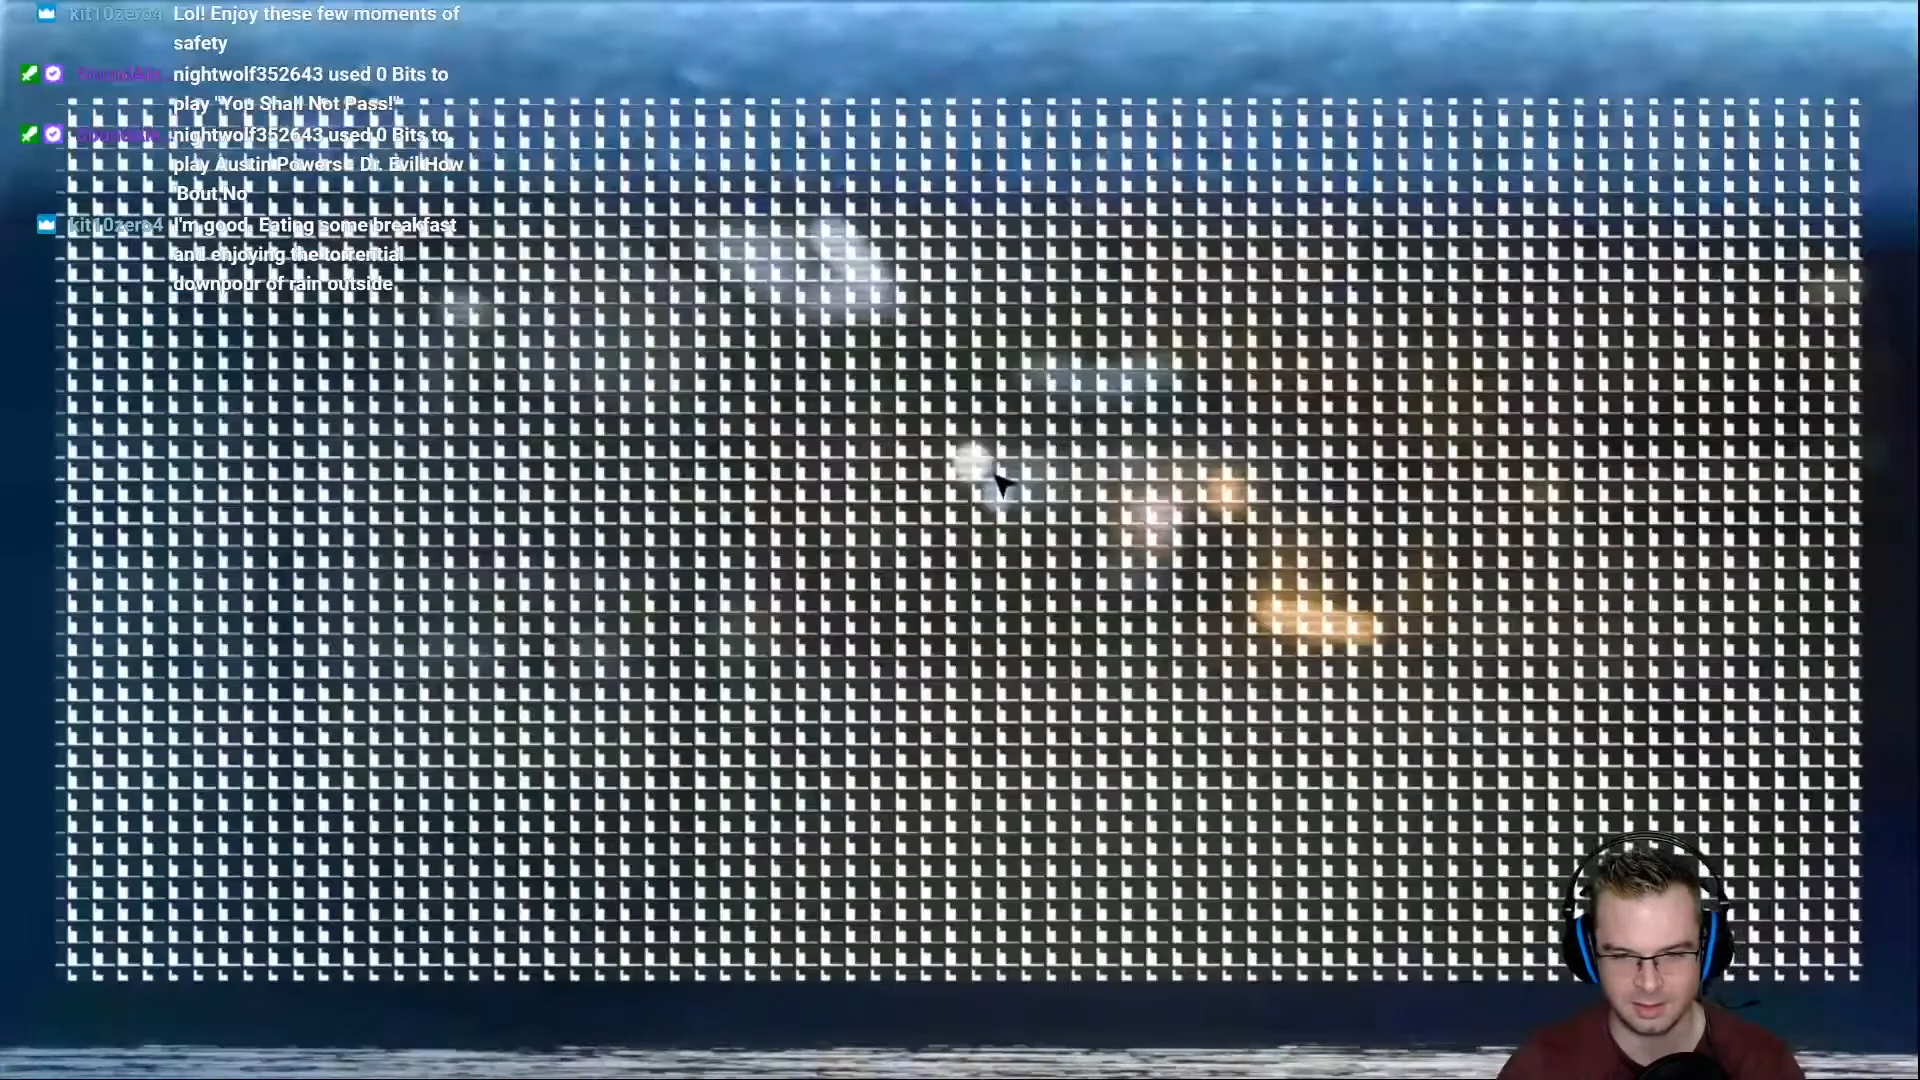 kit10zero4 Lol! Enjoy these few moments of
safety
nightwolf352643 used 0 Bits to
play "You Shall Not Pass!"
nightwolf352643 used 0 Bits to
play Austin Powers - Dr. Evil How
'Bout No
kit10zero4 I'm good. Eating some breakfast
and enjoying the torrential
downpour of rain outside